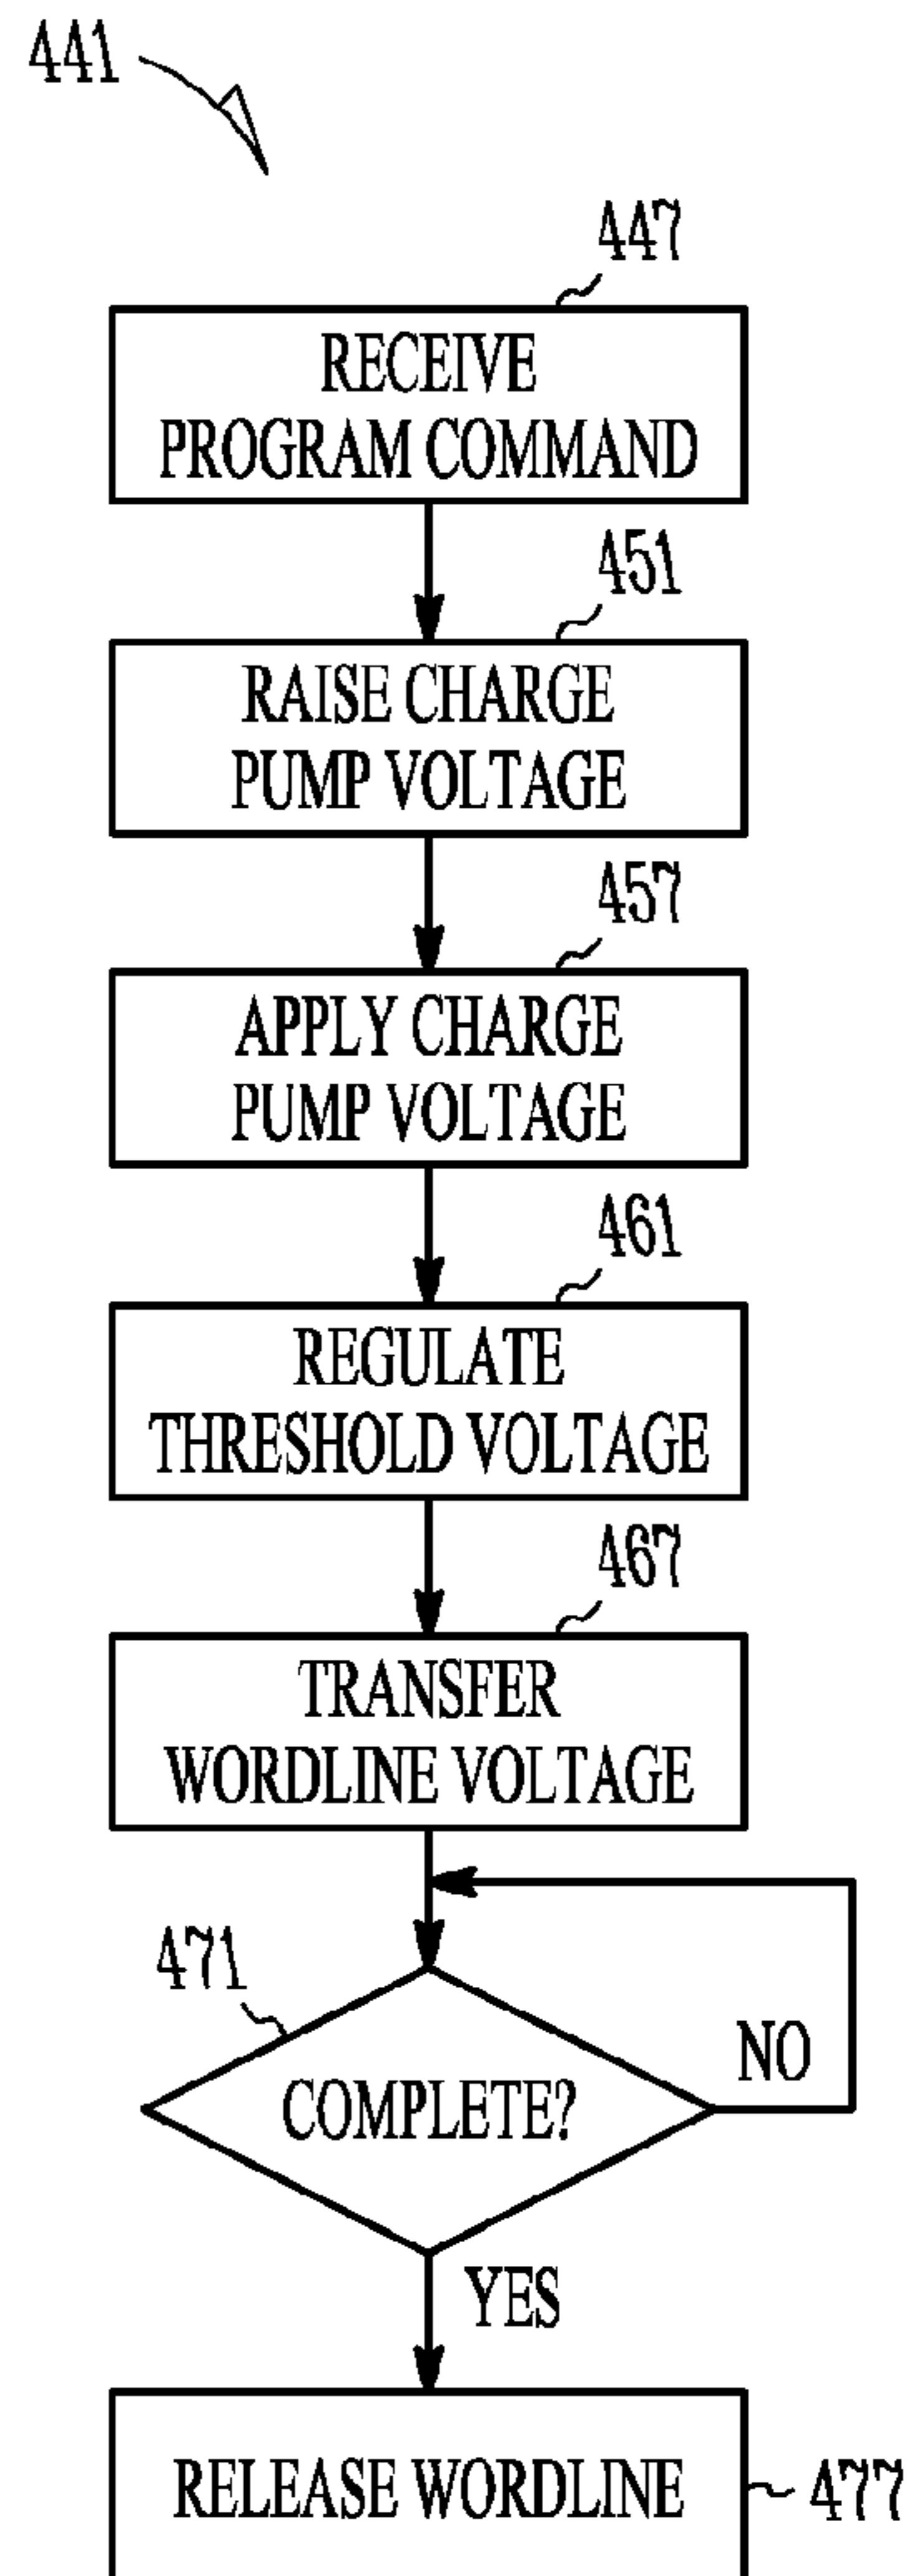 441
447
RECEIVE
PROGRAM COMMAND
451
RAISE CHARGE
PUMP VOLTAGE
457
APPLY CHARGE
PUMP VOLTAGE
461
REGULATE
THRESHOLD VOLTAGE
467
TRANSFER
WORDLINE VOLTAGE
471
COMPLETE?
NO
YES
RELEASE WORDLINE
477